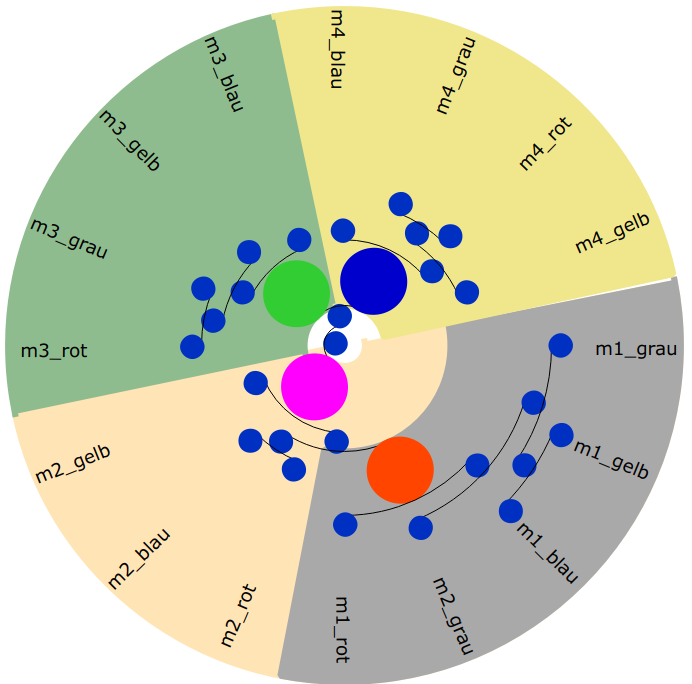 m4_blau
m4_grau
m4_rot
m4_gelb
m1_grau
m1_gelb
m1_blau
m2_grau
m1_rot
m2_rot
m2_blau
m2_gelb
m3_rot
m3_grau
m3_gelb
m3_blau